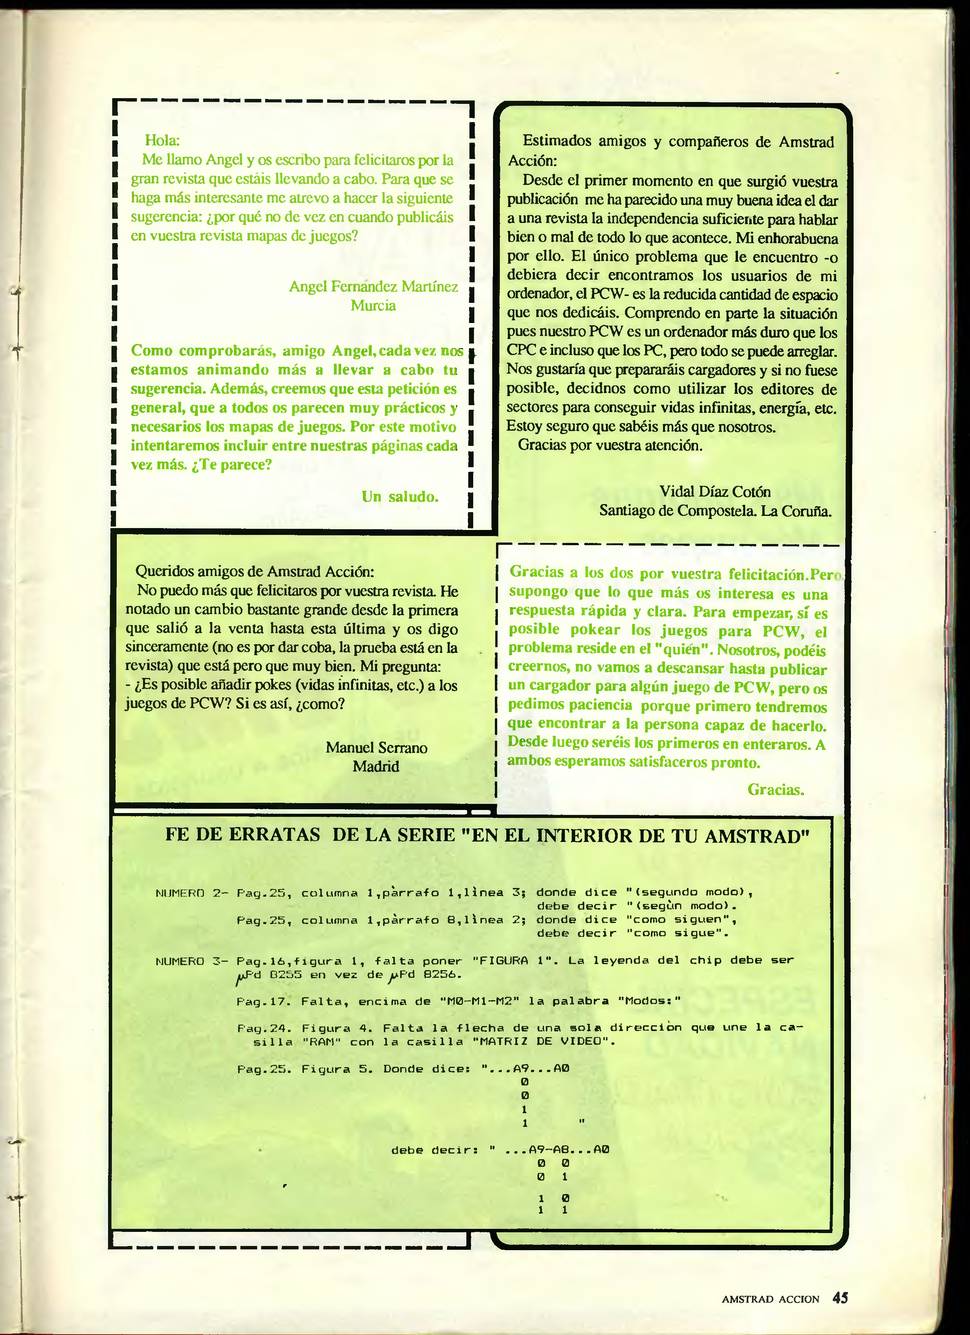 Hola:
Me llamo Angel y os escribo para felicitaros por la
gran revista que estáis llevando a cabo. Para que se
haga más interesante me atrevo a hacer la siguiente
sugerencia: ¿por qué no de vez en cuando publicáis
en vuestra revista mapas de juegos?
Angel Fernández Martínez
Murcia
Como comprobarás, amigo Angel, cada vez nos
estamos animando más a llevar a cabo tu
sugerencia. Además, creemos que esta petición es
general, que a todos os parecen muy prácticos y
necesarios los mapas de juegos. Por este motivo
intentaremos incluir entre nuestras páginas cada
vez más. ¿Te parece?
Un saludo.
Estimados amigos y compañeros de Amstrad
Acción:
Desde el primer momento en que surgió vuestra
publicación me ha parecido una muy buena idea el dar
a una revista la independencia suficiente para hablar
bien o mal de todo lo que acontece. Mi enhorabuena
por ello. El único problema que le encuentro -o
debiera decir encontramos los usuarios de mi
ordenador, el PCW- es la reducida cantidad de espacio
que nos dedicáis. Comprendo en parte la situación
pues nuestro PCW es un ordenador más duro que los
CPC e incluso que los PC, pero todo se puede arreglar.
Nos gustaría que prepararáis cargadores y si no fuese
posible, decidnos como utilizar los editores de
sectores para conseguir vidas infinitas, energía, etc.
Estoy seguro que sabéis más que nosotros.
Gracias por vuestra atención.
Vidal Díaz Cotón
Santiago de Compostela. La Coruña.
Queridos amigos de Amstrad Acción:
No puedo más que felicitaros por vuestra revista. He
notado un cambio bastante grande desde la primera
que salió a la venta hasta esta última y os digo
sinceramente (no es por dar coba, la prueba está en la
revista) que está pero que muy bien. Mi pregunta:
- ¿Es posible añadir pokes (vidas infinitas, etc.) a los
juegos de PCW? Si es así, ¿como?
Manuel Serrano
Madrid
Gracias a los dos por vuestra felicitación.Pero
supongo que lo que más os interesa es una
respuesta rápida y clara. Para empezar, sí es
posible pokear los juegos para PCW, el
problema reside en el "quién". Nosotros, podéis
creernos, no vamos a descansar hasta publicar
un cargador para algún juego de PCW, pero os
pedimos paciencia porque primero tendremos
que encontrar a la persona capaz de hacerlo.
Desde luego seréis los primeros en enteraros. A
ambos esperamos satisfaceros pronto.
Gracias.
FE DE ERRATAS DE LA SERIE "EN EL INTERIOR DE TU AMSTRAD"
NUMERO 2- Pag.25, columna 1,pàrrafo 1,lìnea 3; donde dice "(segundo modo),
debe decir "(segùn modo).
Pag.25, columna 1,pàrrafo 8,lìnea 2; donde dice "como siguen",
debe decir "como sigue".
NUMERO 3- Pag.16,figura 1, falta poner "FIGURA 1". La leyenda del chip debe ser
µPd 8255 en vez de µPd 8256.
Pag.17. Falta, encima de "M0-M1-M2" la palabra "Modos:"
Pag.24. Figura 4. Falta la flecha de una sola direcciòn que une la ca-
silla "RAM" con la casilla "MATRIZ DE VIDEO".
Pag.25. Figura 5. Donde dice: "...A9...A0
0
0
1
1 "
debe decir: " ...A9-A8...A0
0 0
0 1
1 0
1 1
AMSTRAD ACCION 45